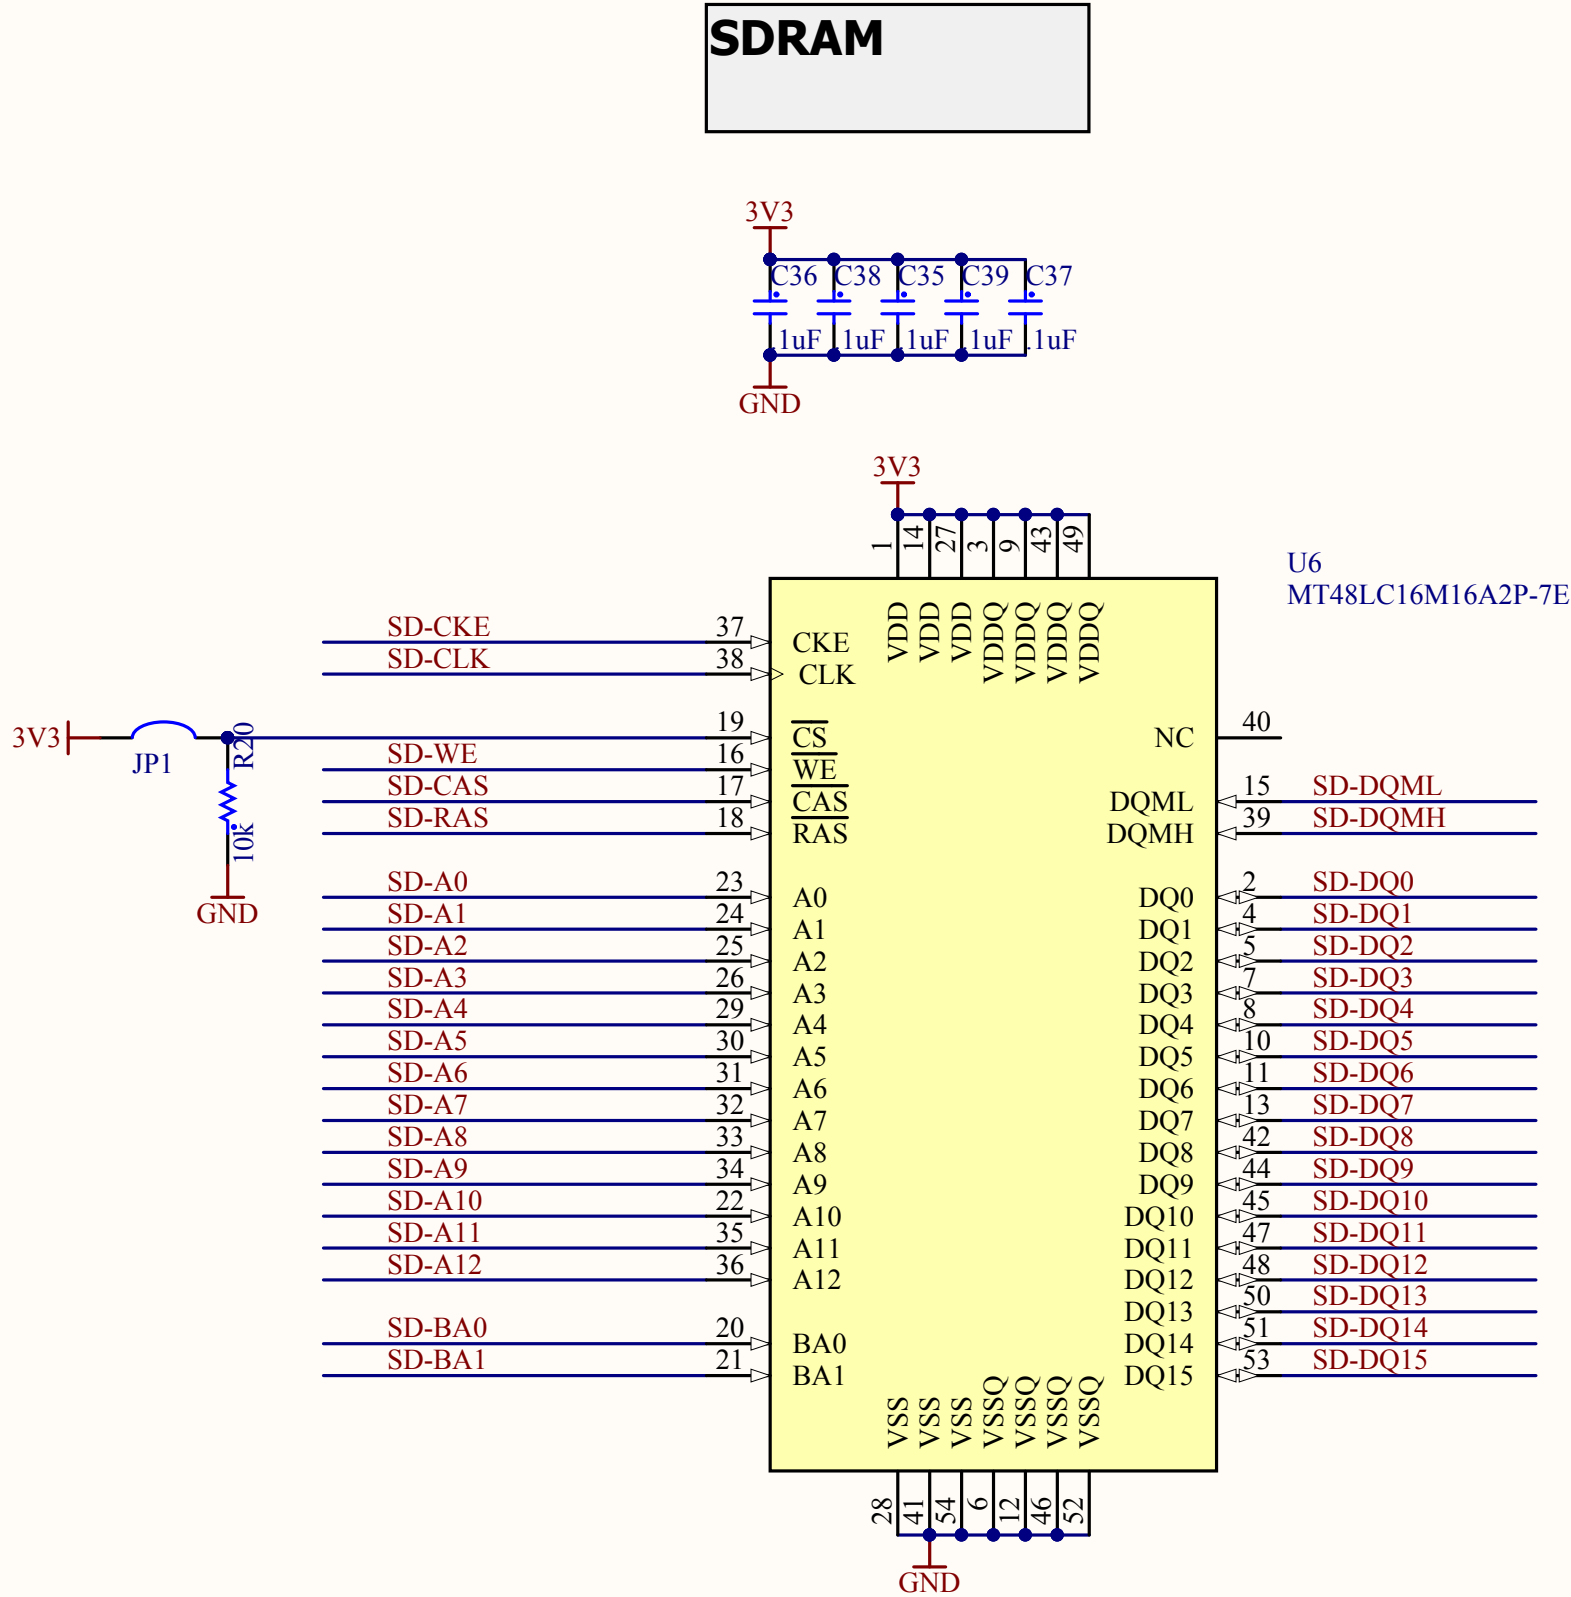 SDRAM
3V3
C36 C38 C35 C39 C37
.1uF .1uF .1uF .1uF .1uF
GND
3V3
1 14 27 3 9 43 49
U6
MT48LC16M16A2P-7E
VDD VDD VDD VDDQ VDDQ VDDQ VDDQ
SD-CKE 37 CKE
SD-CLK 38 CLK
3V3 JP1 R20 19 CS NC 40
SD-WE 16 WE
SD-CAS 17 CAS DQML 15 SD-DQML
SD-RAS 18 RAS DQMH 39 SD-DQMH
10k
GND
SD-A0 23 A0 DQ0 2 SD-DQ0
SD-A1 24 A1 DQ1 4 SD-DQ1
SD-A2 25 A2 DQ2 5 SD-DQ2
SD-A3 26 A3 DQ3 7 SD-DQ3
SD-A4 29 A4 DQ4 8 SD-DQ4
SD-A5 30 A5 DQ5 10 SD-DQ5
SD-A6 31 A6 DQ6 11 SD-DQ6
SD-A7 32 A7 DQ7 13 SD-DQ7
SD-A8 33 A8 DQ8 42 SD-DQ8
SD-A9 34 A9 DQ9 44 SD-DQ9
SD-A10 22 A10 DQ10 45 SD-DQ10
SD-A11 35 A11 DQ11 47 SD-DQ11
SD-A12 36 A12 DQ12 48 SD-DQ12
DQ13 50 SD-DQ13
SD-BA0 20 BA0 DQ14 51 SD-DQ14
SD-BA1 21 BA1 DQ15 53 SD-DQ15
VSS VSS VSS VSSQ VSSQ VSSQ VSSQ
28 41 54 6 12 46 52
GND